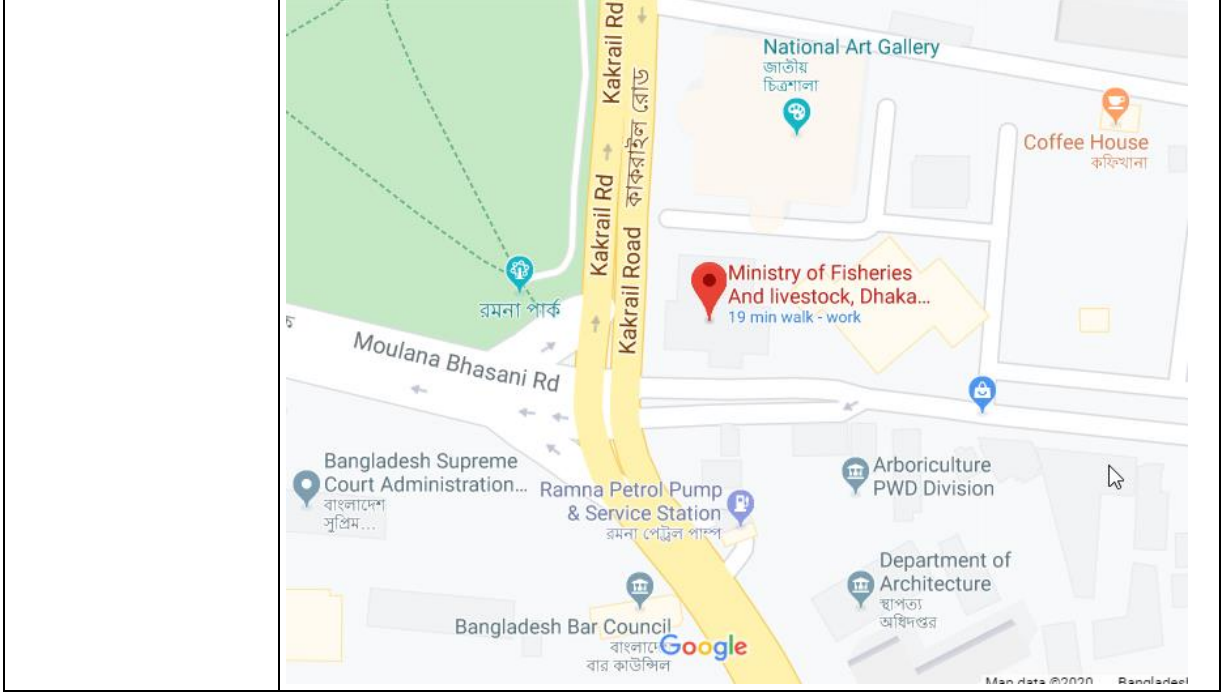 Kakrail Rd
National Art Gallery
জাতীয়
চিত্রশালা
কাকরাইল রোড
Coffee House
কফিখানা
Kakrail Rd
Kakrail Road
Ministry of Fisheries
And livestock, Dhaka...
19 min walk - work
রমনা পার্ক
Moulana Bhasani Rd
Bangladesh Supreme
Court Administration...
বাংলাদেশ
সুপ্রিম...
Ramna Petrol Pump
& Service Station
রমনা পেট্রল পাম্প
Arboriculture
PWD Division
Department of
Architecture
স্থাপত্য
অধিদপ্তর
Bangladesh Bar Council
বার কাউন্সিল
Google
Map data ©2020